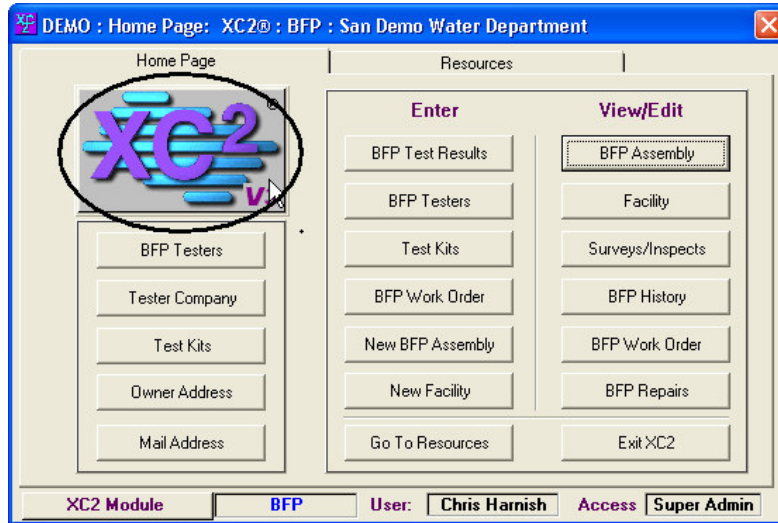 DEMO : Home Page: XC2® : BFP : San Demo Water Department
Home Page
Resources
XC2®
BFP Testers
Tester Company
Test Kits
Owner Address
Mail Address
Enter
BFP Test Results
BFP Testers
Test Kits
BFP Work Order
New BFP Assembly
New Facility
Go To Resources
View/Edit
BFP Assembly
Facility
Surveys/Inspects
BFP History
BFP Work Order
BFP Repairs
Exit XC2
XC2 Module BFP User: Chris Harnish Access Super Admin